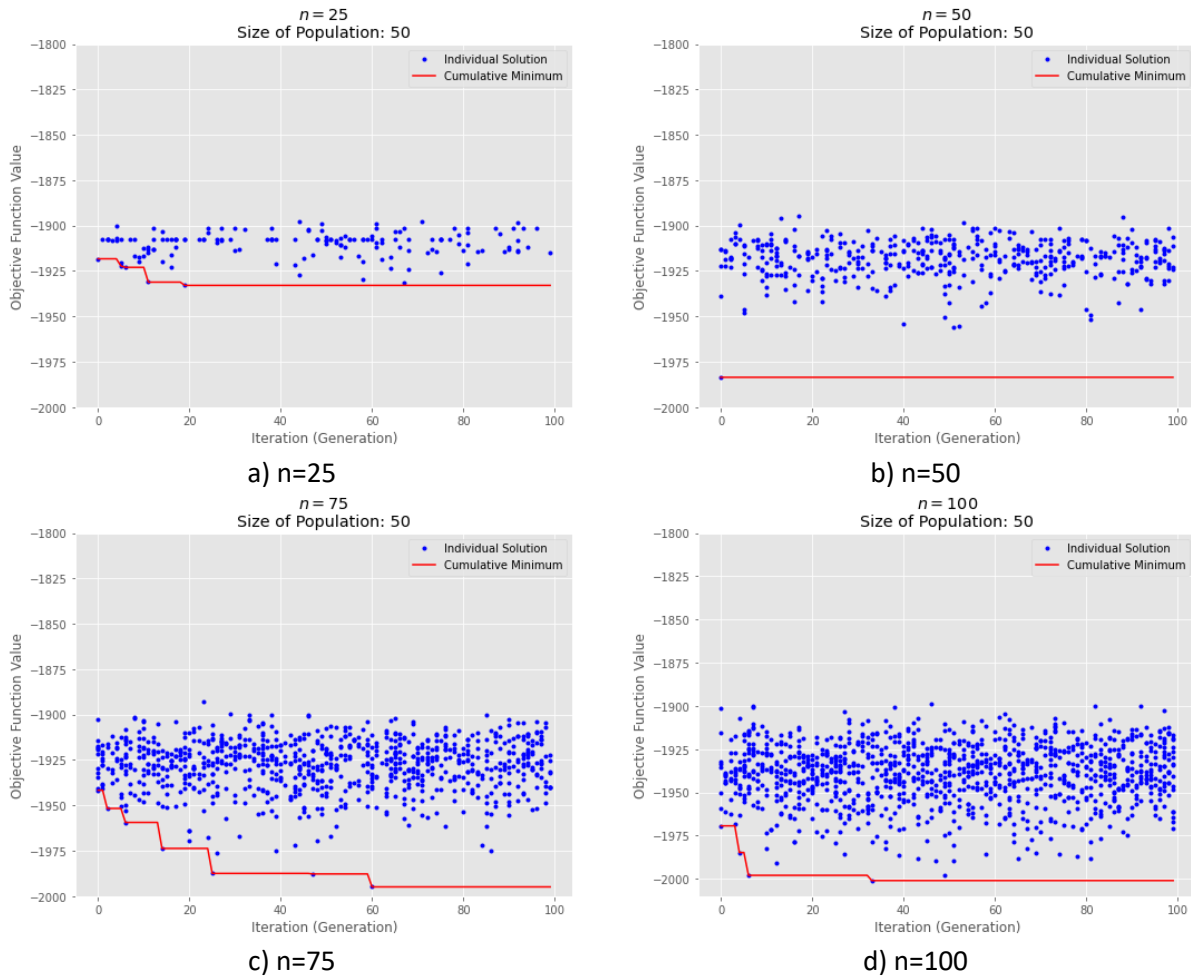 n = 25
Size of Population: 50
−1800
−1825
−1850
−1875
−1900
−1925
−1950
−1975
−2000
Objective Function Value
Individual Solution
Cumulative Minimum
0 20 40 60 80 100
Iteration (Generation)
a) n=25
n = 50
Size of Population: 50
−1800
−1825
−1850
−1875
−1900
−1925
−1950
−1975
−2000
Objective Function Value
Individual Solution
Cumulative Minimum
0 20 40 60 80 100
Iteration (Generation)
b) n=50
n = 75
Size of Population: 50
−1800
−1825
−1850
−1875
−1900
−1925
−1950
−1975
−2000
Objective Function Value
Individual Solution
Cumulative Minimum
0 20 40 60 80 100
Iteration (Generation)
c) n=75
n = 100
Size of Population: 50
−1800
−1825
−1850
−1875
−1900
−1925
−1950
−1975
−2000
Objective Function Value
Individual Solution
Cumulative Minimum
0 20 40 60 80 100
Iteration (Generation)
d) n=100